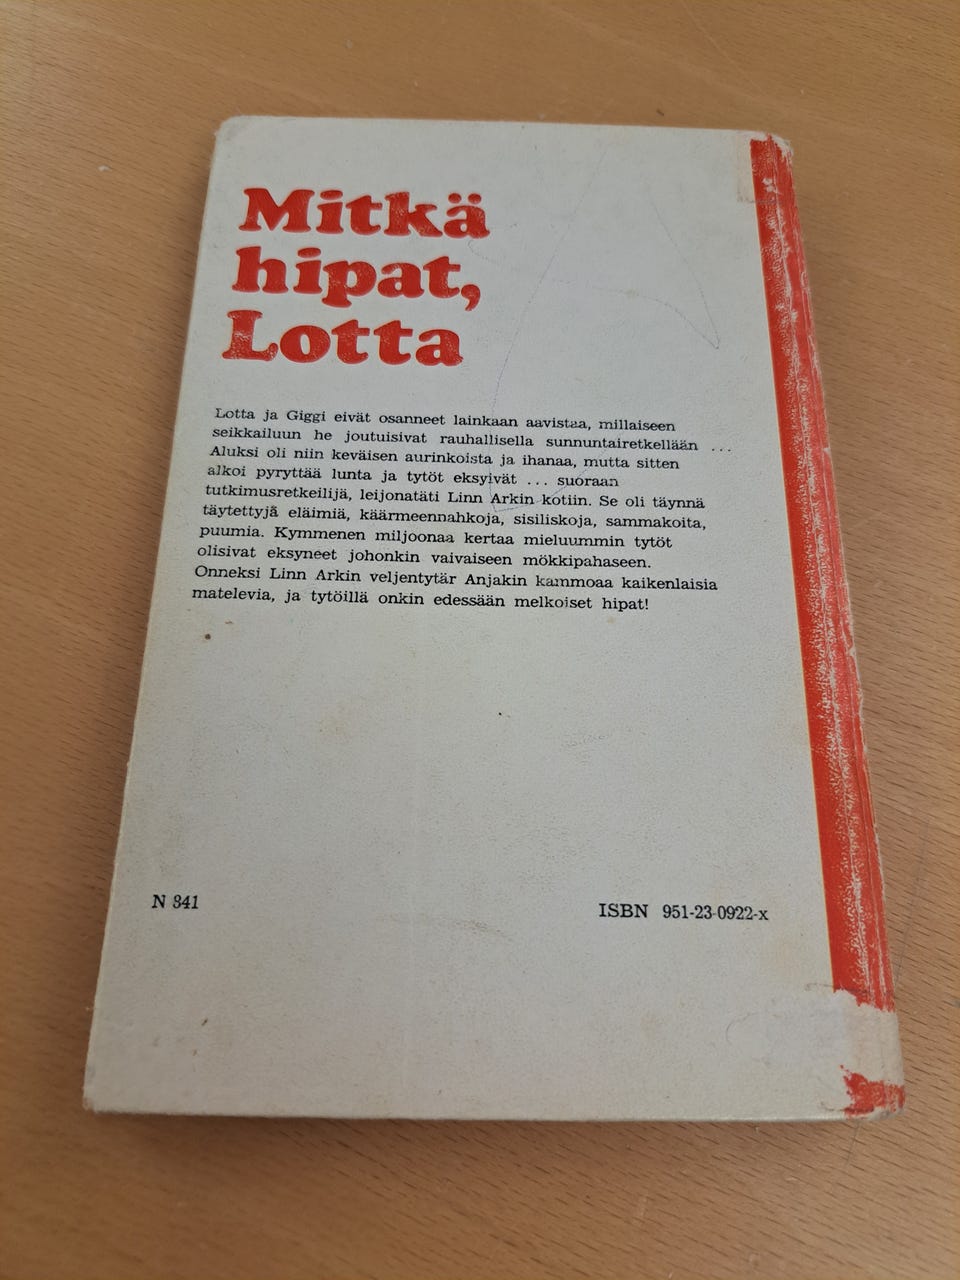 Mitkä
hipat,
Lotta
Lotta ja Giggi eivät osanneet lainkaan aavistaa, millaiseen
seikkailuun he joutuisivat rauhallisella sunnuntairetkellään ...
Aluksi oli niin keväisen aurinkoista ja ihanaa, mutta sitten
alkoi pyryttää lunta ja tytöt eksyivät ... suoraan
tutkimusretkeilijä, leijonatäti Linn Arkin kotiin. Se oli täynnä
täytettyjä eläimiä, käärmeennahkoja, sisiliskoja, sammakoita,
puumia. Kymmenen miljoonaa kertaa mieluummin tytöt
olisivat eksyneet johonkin vaivaiseen mökkipahaseen.
Onneksi Linn Arkin veljentytär Anjakin kammoaa kaikenlaisia
matelevia, ja tytöillä onkin edessään melkoiset hipat!
N 341
ISBN 951-23-0922-x